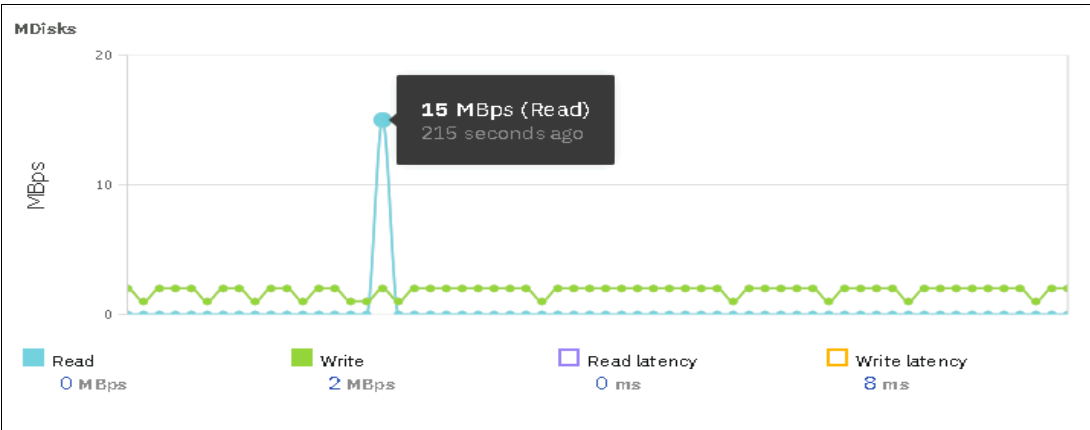 MDisks
20
15 MBps (Read)
215 seconds ago
MBps
10
0
Read
0 MBps
Write
2 MBps
Read latency
0 ms
Write latency
8 ms